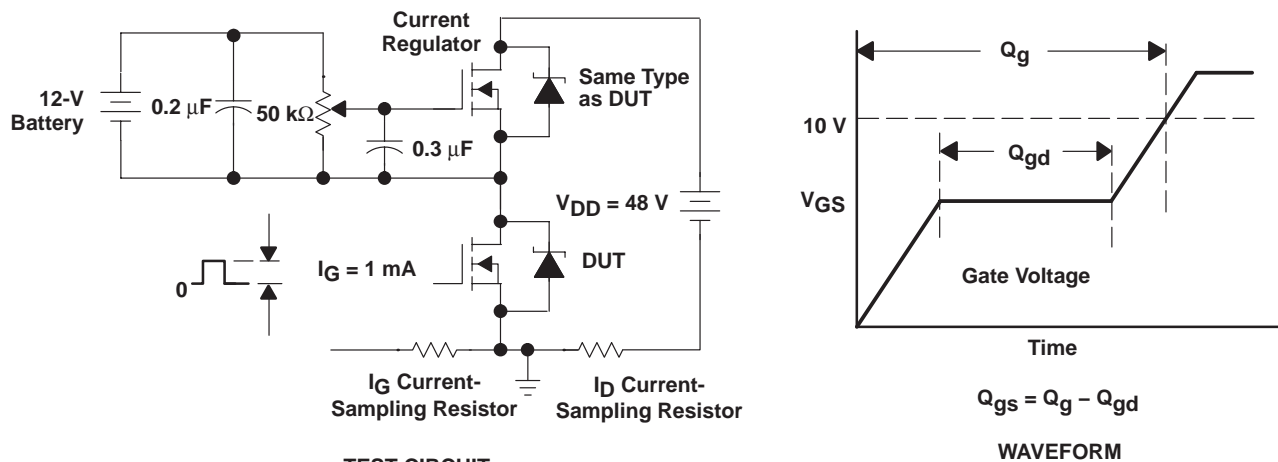 Current
Regulator
12-V
Battery
0.2 μF
50 kΩ
0.3 μF
Same Type
as DUT
VDD = 48 V
IG = 1 mA
DUT
0
IG Current-
Sampling Resistor
ID Current-
Sampling Resistor
TEST CIRCUIT
Qg
10 V
Qgd
VGS
Gate Voltage
Time
Qgs = Qg – Qgd
WAVEFORM